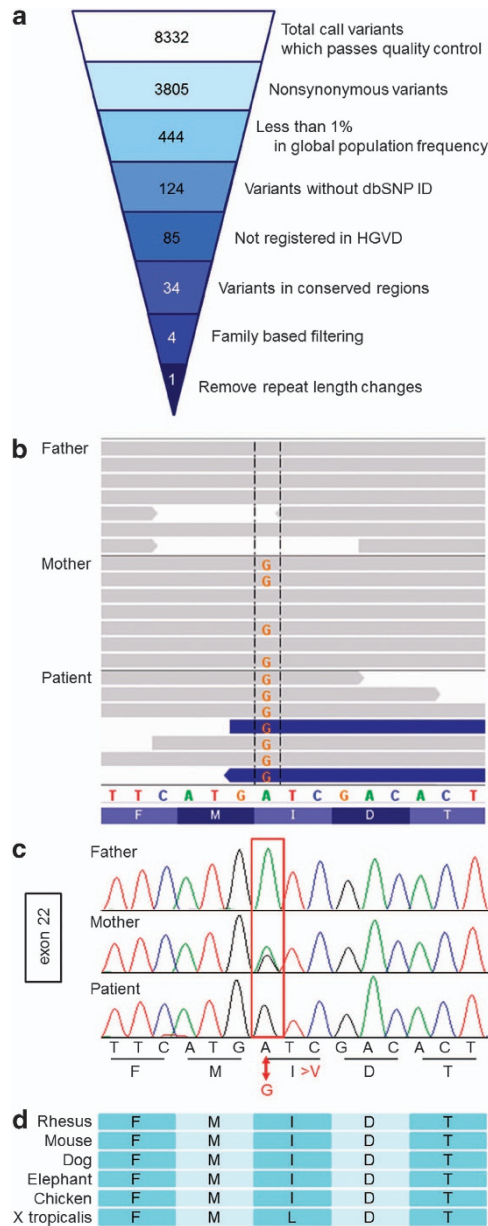 a
8332 Total call variants
which passes quality control
3805 Nonsynonymous variants
444 Less than 1%
in global population frequency
124 Variants without dbSNP ID
85 Not registered in HGVD
34 Variants in conserved regions
4 Family based filtering
1 Remove repeat length changes
b
Father
Mother
G
G
G
G
Patient
G
G
G
G
G
G
G
T T C A T G A T C G A C A C T
F M I D T
c
exon 22
Father
Mother
Patient
T T C A T G A T C G A C A C T
F M I >V D T
G
d
Rhesus F M I D T
Mouse F M I D T
Dog F M I D T
Elephant F M I D T
Chicken F M I D T
X tropicalis F M L D T